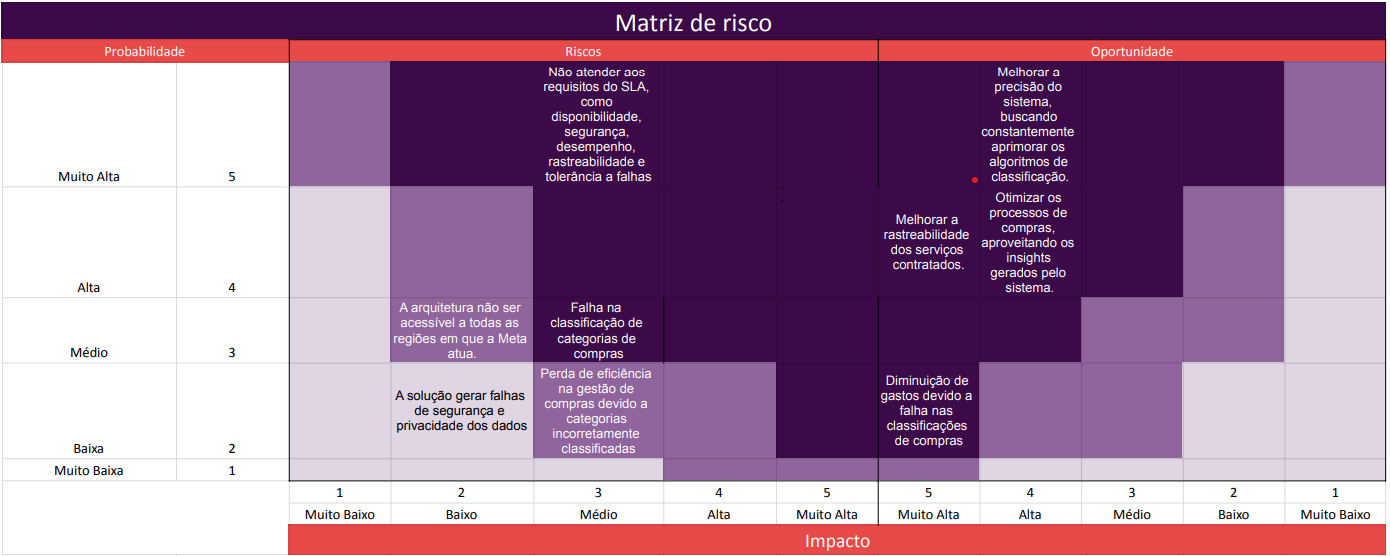 Matriz de risco
Probabilidade
Riscos
Oportunidade
Muito Alta
5
Não atender aos
requisitos do SLA,
como
disponibilidade,
segurança,
desempenho,
rastreabilidade e
tolerância a falhas
Melhorar a
precisão do
sistema,
buscando
constantemente
aprimorar os
algoritmos de
classificação.
Alta
4
Melhorar a
rastreabilidade
dos serviços
contratados.
Otimizar os
processos de
compras,
aproveitando os
insights
gerados pelo
sistema.
Médio
3
A arquitetura não ser
acessível a todas as
regiões em que a Meta
atua.
Falha na
classificação de
categorias de
compras
Baixa
2
A solução gerar falhas
de segurança e
privacidade dos dados
Perda de eficiência
na gestão de
compras devido a
categorias
incorretamente
classificadas
Diminuição de
gastos devido a
falha nas
classificações
de compras
Muito Baixa
1
1
2
3
4
5
5
4
3
2
1
Muito Baixo
Baixo
Médio
Alta
Muito Alta
Muito Alta
Alta
Médio
Baixo
Muito Baixo
Impacto